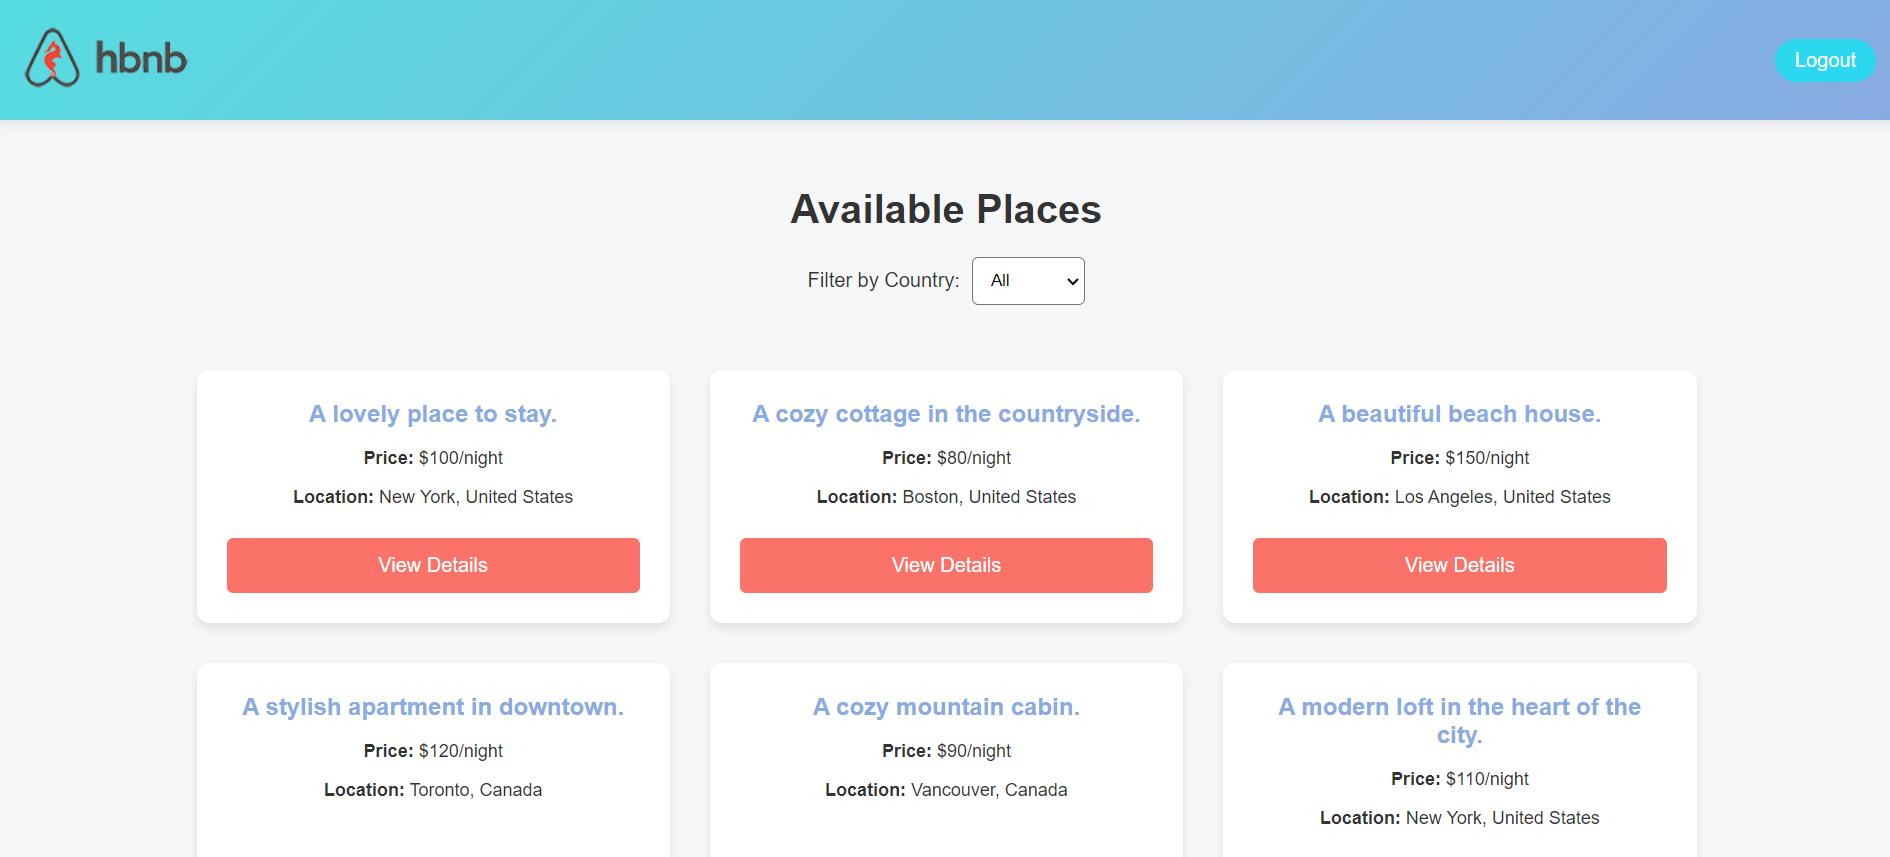 hbnb
Logout
Available Places
Filter by Country: All
A lovely place to stay.
Price: $100/night
Location: New York, United States
View Details
A cozy cottage in the countryside.
Price: $80/night
Location: Boston, United States
View Details
A beautiful beach house.
Price: $150/night
Location: Los Angeles, United States
View Details
A stylish apartment in downtown.
Price: $120/night
Location: Toronto, Canada
A cozy mountain cabin.
Price: $90/night
Location: Vancouver, Canada
A modern loft in the heart of the
city.
Price: $110/night
Location: New York, United States